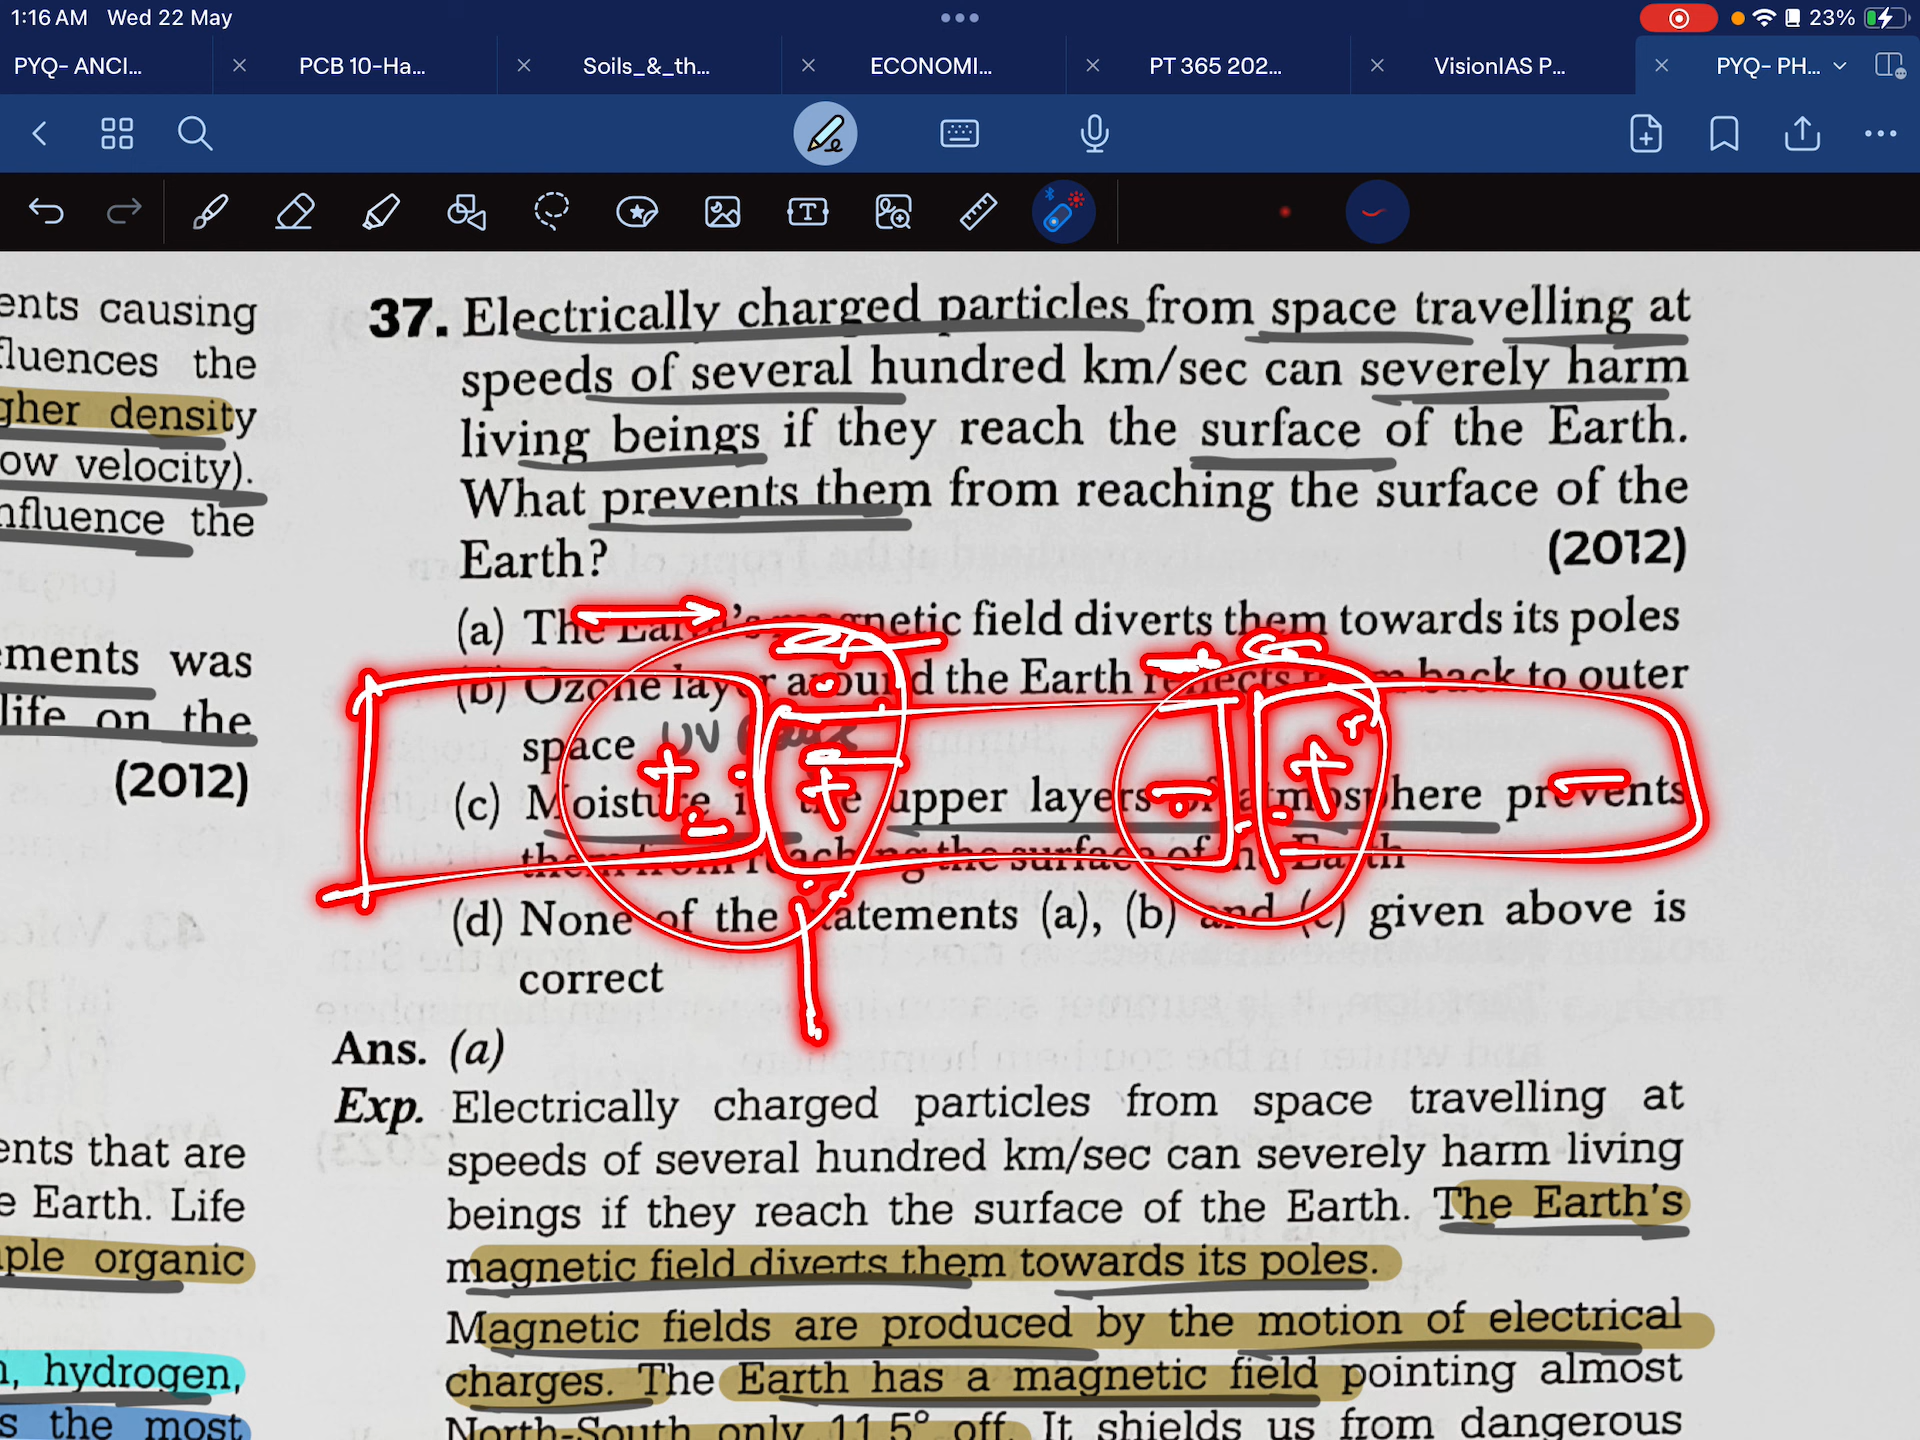 1:16 AM Wed 22 May
23%
PYQ- ANCI...
PCB 10-Ha...
Soils_&_th...
ECONOMI...
PT 365 202...
VisionIAS P...
PYQ- PH...
ents causing
fluences the
gher density
ow velocity).
nfluence the
ements was
life on the
(2012)
ents that are
e Earth. Life
ple organic
n, hydrogen,
s the most
37. Electrically charged particles from space travelling at
speeds of several hundred km/sec can severely harm
living beings if they reach the surface of the Earth.
What prevents them from reaching the surface of the
Earth? (2012)
(a) The Earth's magnetic field diverts them towards its poles
(b) Ozone layer around the Earth reflects them back to outer
space UV Rays
(c) Moisture in the upper layers of atmosphere prevents
them from reaching the surface of the Earth
(d) None of the statements (a), (b) and (c) given above is
correct
Ans. (a)
Exp. Electrically charged particles from space travelling at
speeds of several hundred km/sec can severely harm living
beings if they reach the surface of the Earth. The Earth's
magnetic field diverts them towards its poles.
Magnetic fields are produced by the motion of electrical
charges. The Earth has a magnetic field pointing almost
North-South only 11.5° off. It shields us from dangerous